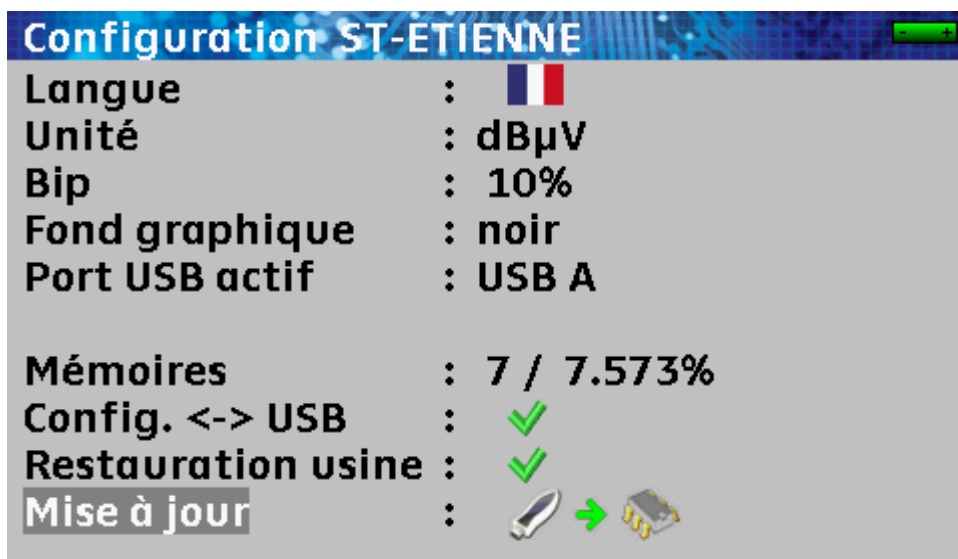 Configuration ST-ETIENNE - +
Langue :
Unité : dBµV
Bip : 10%
Fond graphique : noir
Port USB actif : USB A
Mémoires : 7 / 7.573%
Config. <-> USB :
Restauration usine :
Mise à jour :